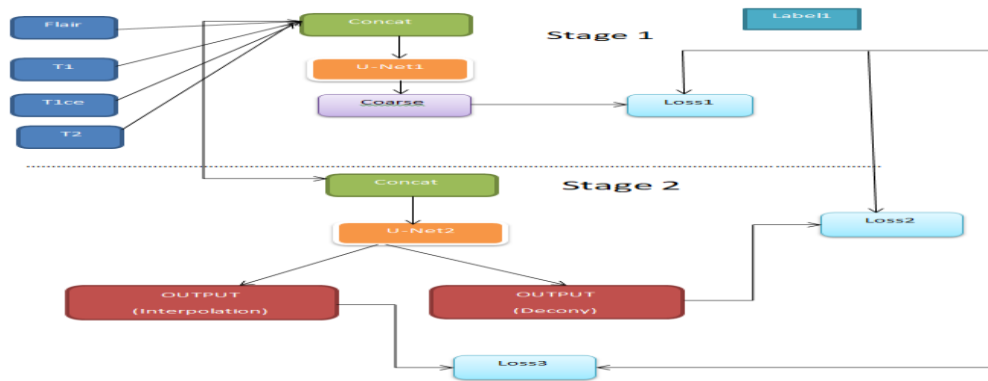 Flair
T1
T1ce
T2
Concat
U-Net1
Coarse
Stage 1
Label1
Loss1
Concat
Stage 2
U-Net2
Loss2
OUTPUT
(Interpolation)
OUTPUT
(Decony)
Loss3